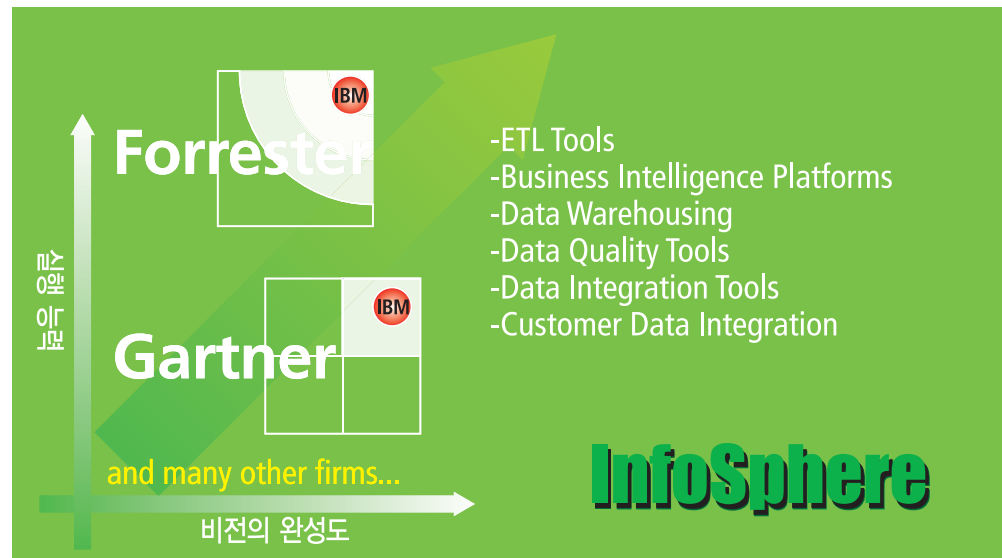 IBM
Forrester
실행 능력
IBM
Gartner
and many other firms...
비전의 완성도
-ETL Tools
-Business Intelligence Platforms
-Data Warehousing
-Data Quality Tools
-Data Integration Tools
-Customer Data Integration
InfoSphere